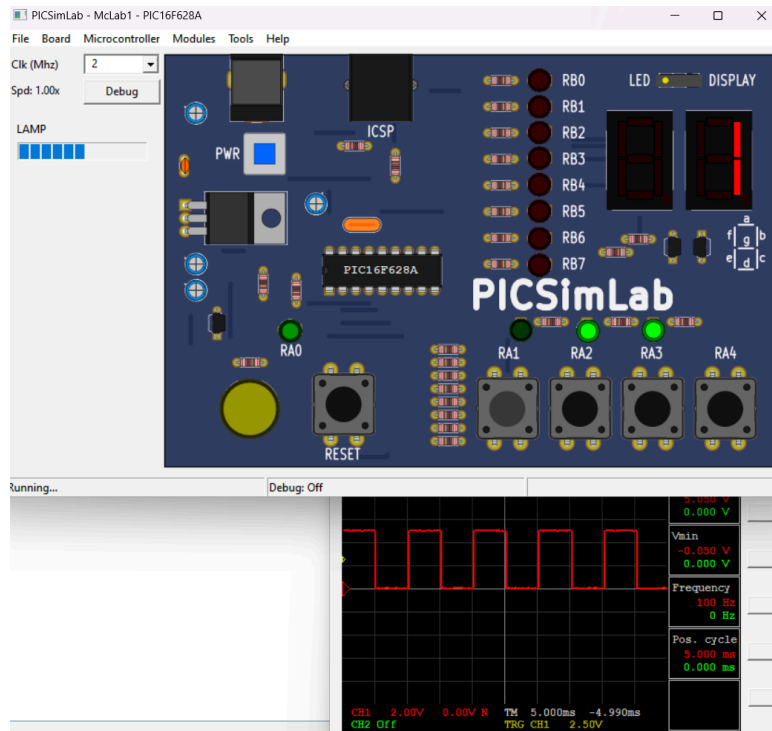 PICSimLab - McLab1 - PIC16F628A
File Board Microcontroller Modules Tools Help
Clk (Mhz) 2
Spd: 1.00x Debug
LAMP
PWR
ICSP
RB0
RB1
RB2
RB3
RB4
RB5
RB6
RB7
LED DISPLAY
a
f b
g
e c
d
PIC16F628A
PICSimLab
RA0
RA1 RA2 RA3 RA4
RESET
Running... Debug: Off
5.050 V
0.000 V
Vmin
-0.050 V
0.000 V
Frequency
100 Hz
0 Hz
Pos. cycle
5.000 ms
0.000 ms
CH1 2.00V 0.00V N TM 5.000ms -4.990ms
CH2 Off TRG CH1 2.50V